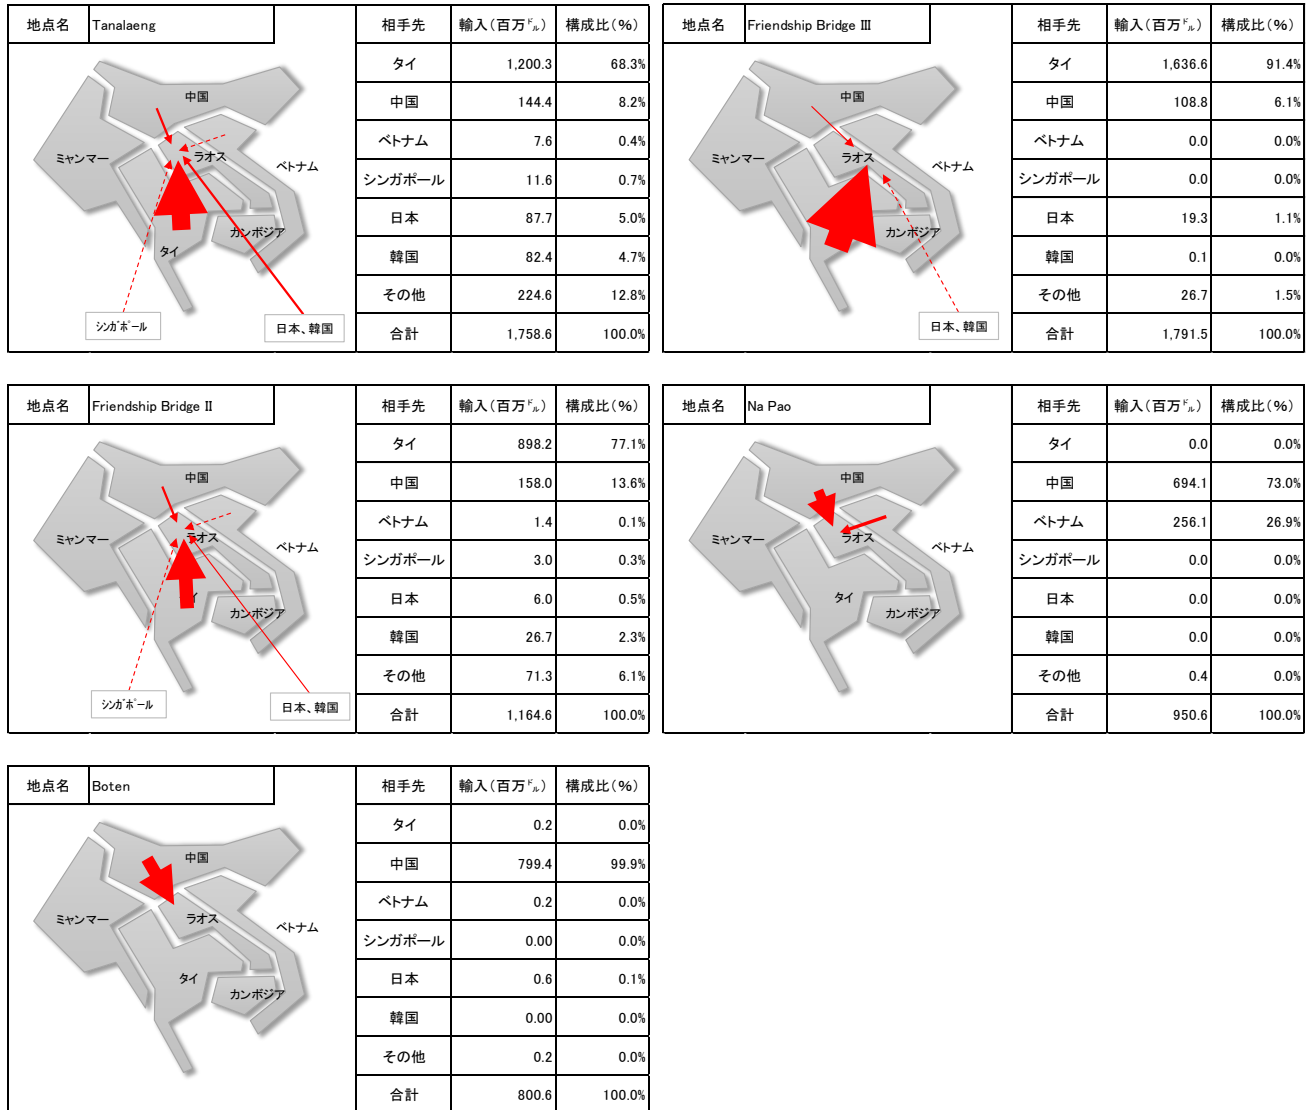 地点名 Tanalaeng 相手先 輸入(百万㌦) 構成比(%)
タイ 1,200.3 68.3%
中国 144.4 8.2%
ベトナム 7.6 0.4%
シンガポール 11.6 0.7%
日本 87.7 5.0%
韓国 82.4 4.7%
その他 224.6 12.8%
合計 1,758.6 100.0%
中国
ミャンマー
ラオス
ベトナム
カンボジア
タイ
ｼﾝｶﾞﾎﾟｰﾙ
日本、韓国
地点名 Friendship Bridge Ⅲ 相手先 輸入(百万㌦) 構成比(%)
タイ 1,636.6 91.4%
中国 108.8 6.1%
ベトナム 0.0 0.0%
シンガポール 0.0 0.0%
日本 19.3 1.1%
韓国 0.1 0.0%
その他 26.7 1.5%
合計 1,791.5 100.0%
中国
ミャンマー
ラオス
ベトナム
カンボジア
日本、韓国
地点名 Friendship Bridge Ⅱ 相手先 輸入(百万㌦) 構成比(%)
タイ 898.2 77.1%
中国 158.0 13.6%
ベトナム 1.4 0.1%
シンガポール 3.0 0.3%
日本 6.0 0.5%
韓国 26.7 2.3%
その他 71.3 6.1%
合計 1,164.6 100.0%
中国
ミャンマー
ラオス
ベトナム
イ
カンボジア
ｼﾝｶﾞﾎﾟｰﾙ
日本、韓国
地点名 Na Pao 相手先 輸入(百万㌦) 構成比(%)
タイ 0.0 0.0%
中国 694.1 73.0%
ベトナム 256.1 26.9%
シンガポール 0.0 0.0%
日本 0.0 0.0%
韓国 0.0 0.0%
その他 0.4 0.0%
合計 950.6 100.0%
中国
ミャンマー
ラオス
ベトナム
タイ
カンボジア
地点名 Boten 相手先 輸入(百万㌦) 構成比(%)
タイ 0.2 0.0%
中国 799.4 99.9%
ベトナム 0.2 0.0%
シンガポール 0.00 0.0%
日本 0.6 0.1%
韓国 0.00 0.0%
その他 0.2 0.0%
合計 800.6 100.0%
中国
ミャンマー
ラオス
ベトナム
タイ
カンボジア